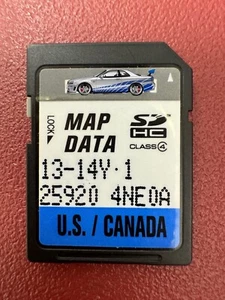 LOCK
MAP
DATA
SD
HC
CLASS 4
13-14Y·1
25920 4NE0A
U.S. / CANADA